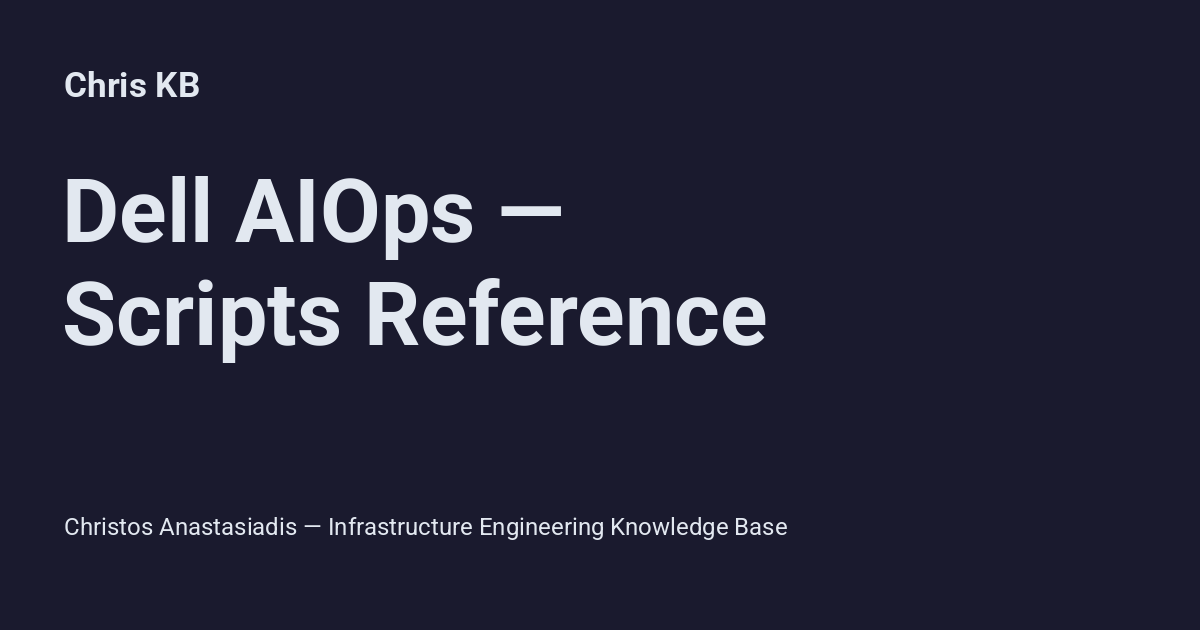 Chris KB
Dell AIOps —
Scripts Reference
Christos Anastasiadis — Infrastructure Engineering Knowledge Base